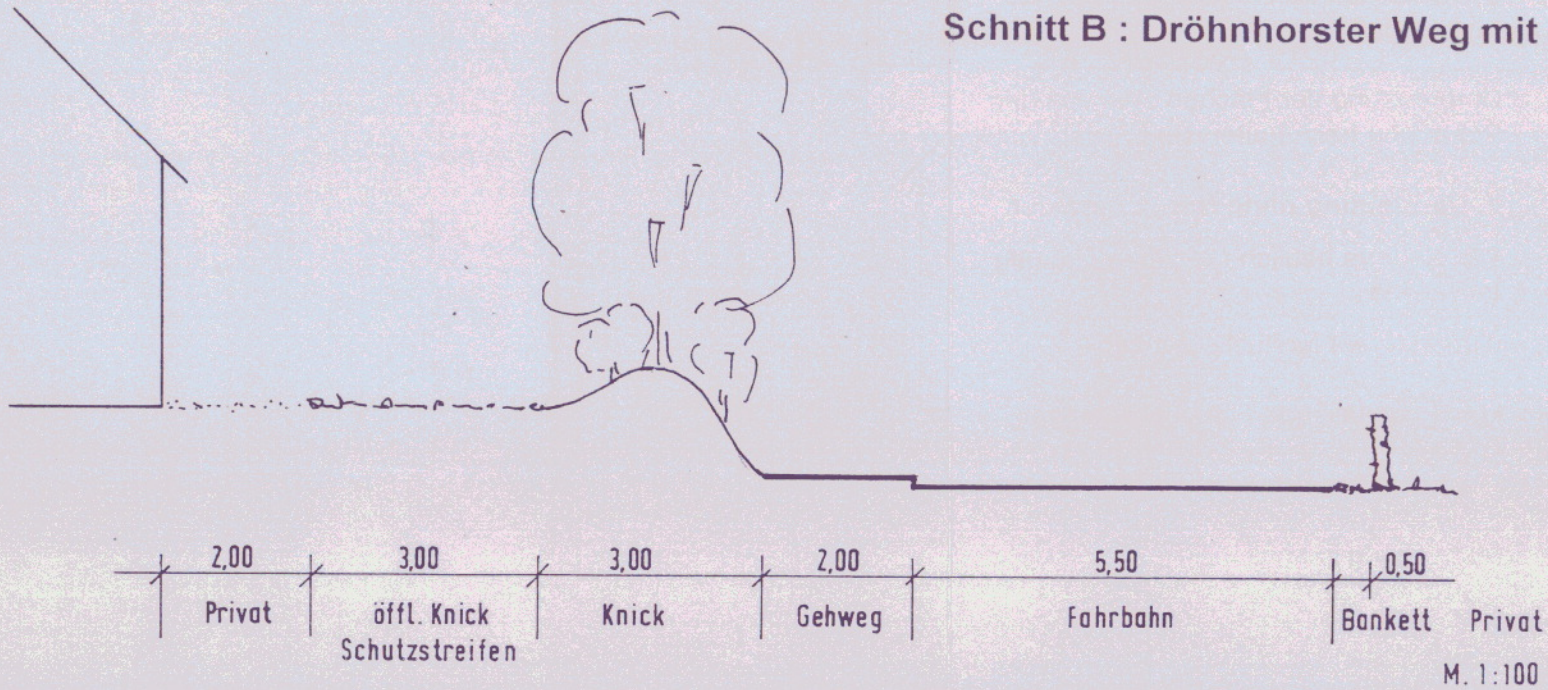 Schnitt B : Dröhnhorster Weg mit
2,00 3,00 3,00 2,00 5,50 0,50
Privat öffl. Knick Knick Gehweg Fahrbahn Bankett Privat
Schutzstreifen
M. 1:100